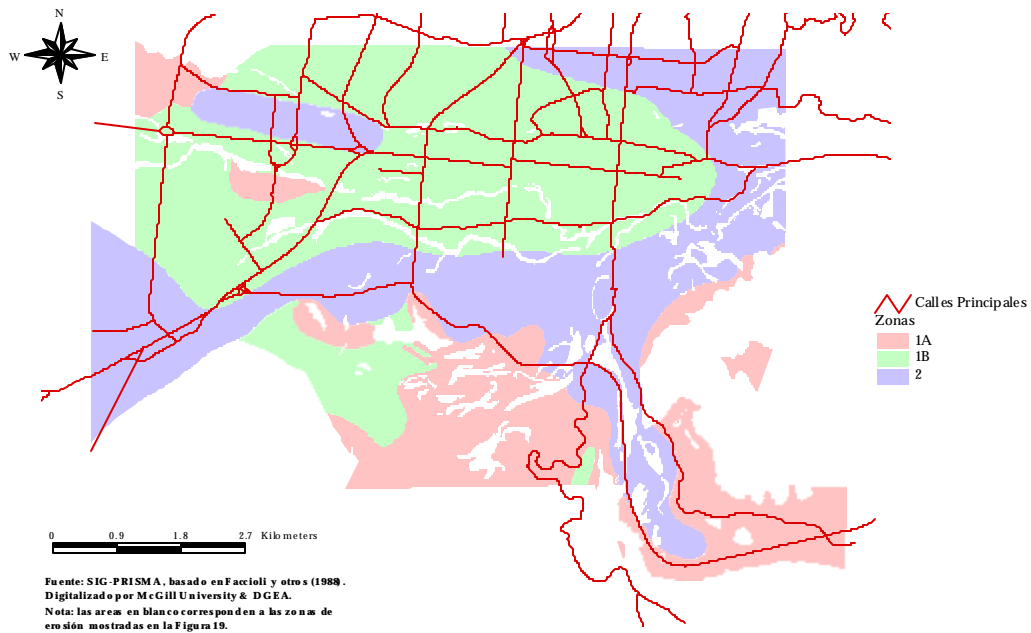 N
W
E
S
Calles Principales
Zonas
1A
1B
2
0 0.9 1.8 2.7 Kilometers
Fuente: SIG-PRISMA, basado en Faccioli y otros (1988).
Digitalizado por McGill University & DGEA.
Nota: las areas en blanco corresponden a las zonas de
erosión mostradas en la Figura 19.